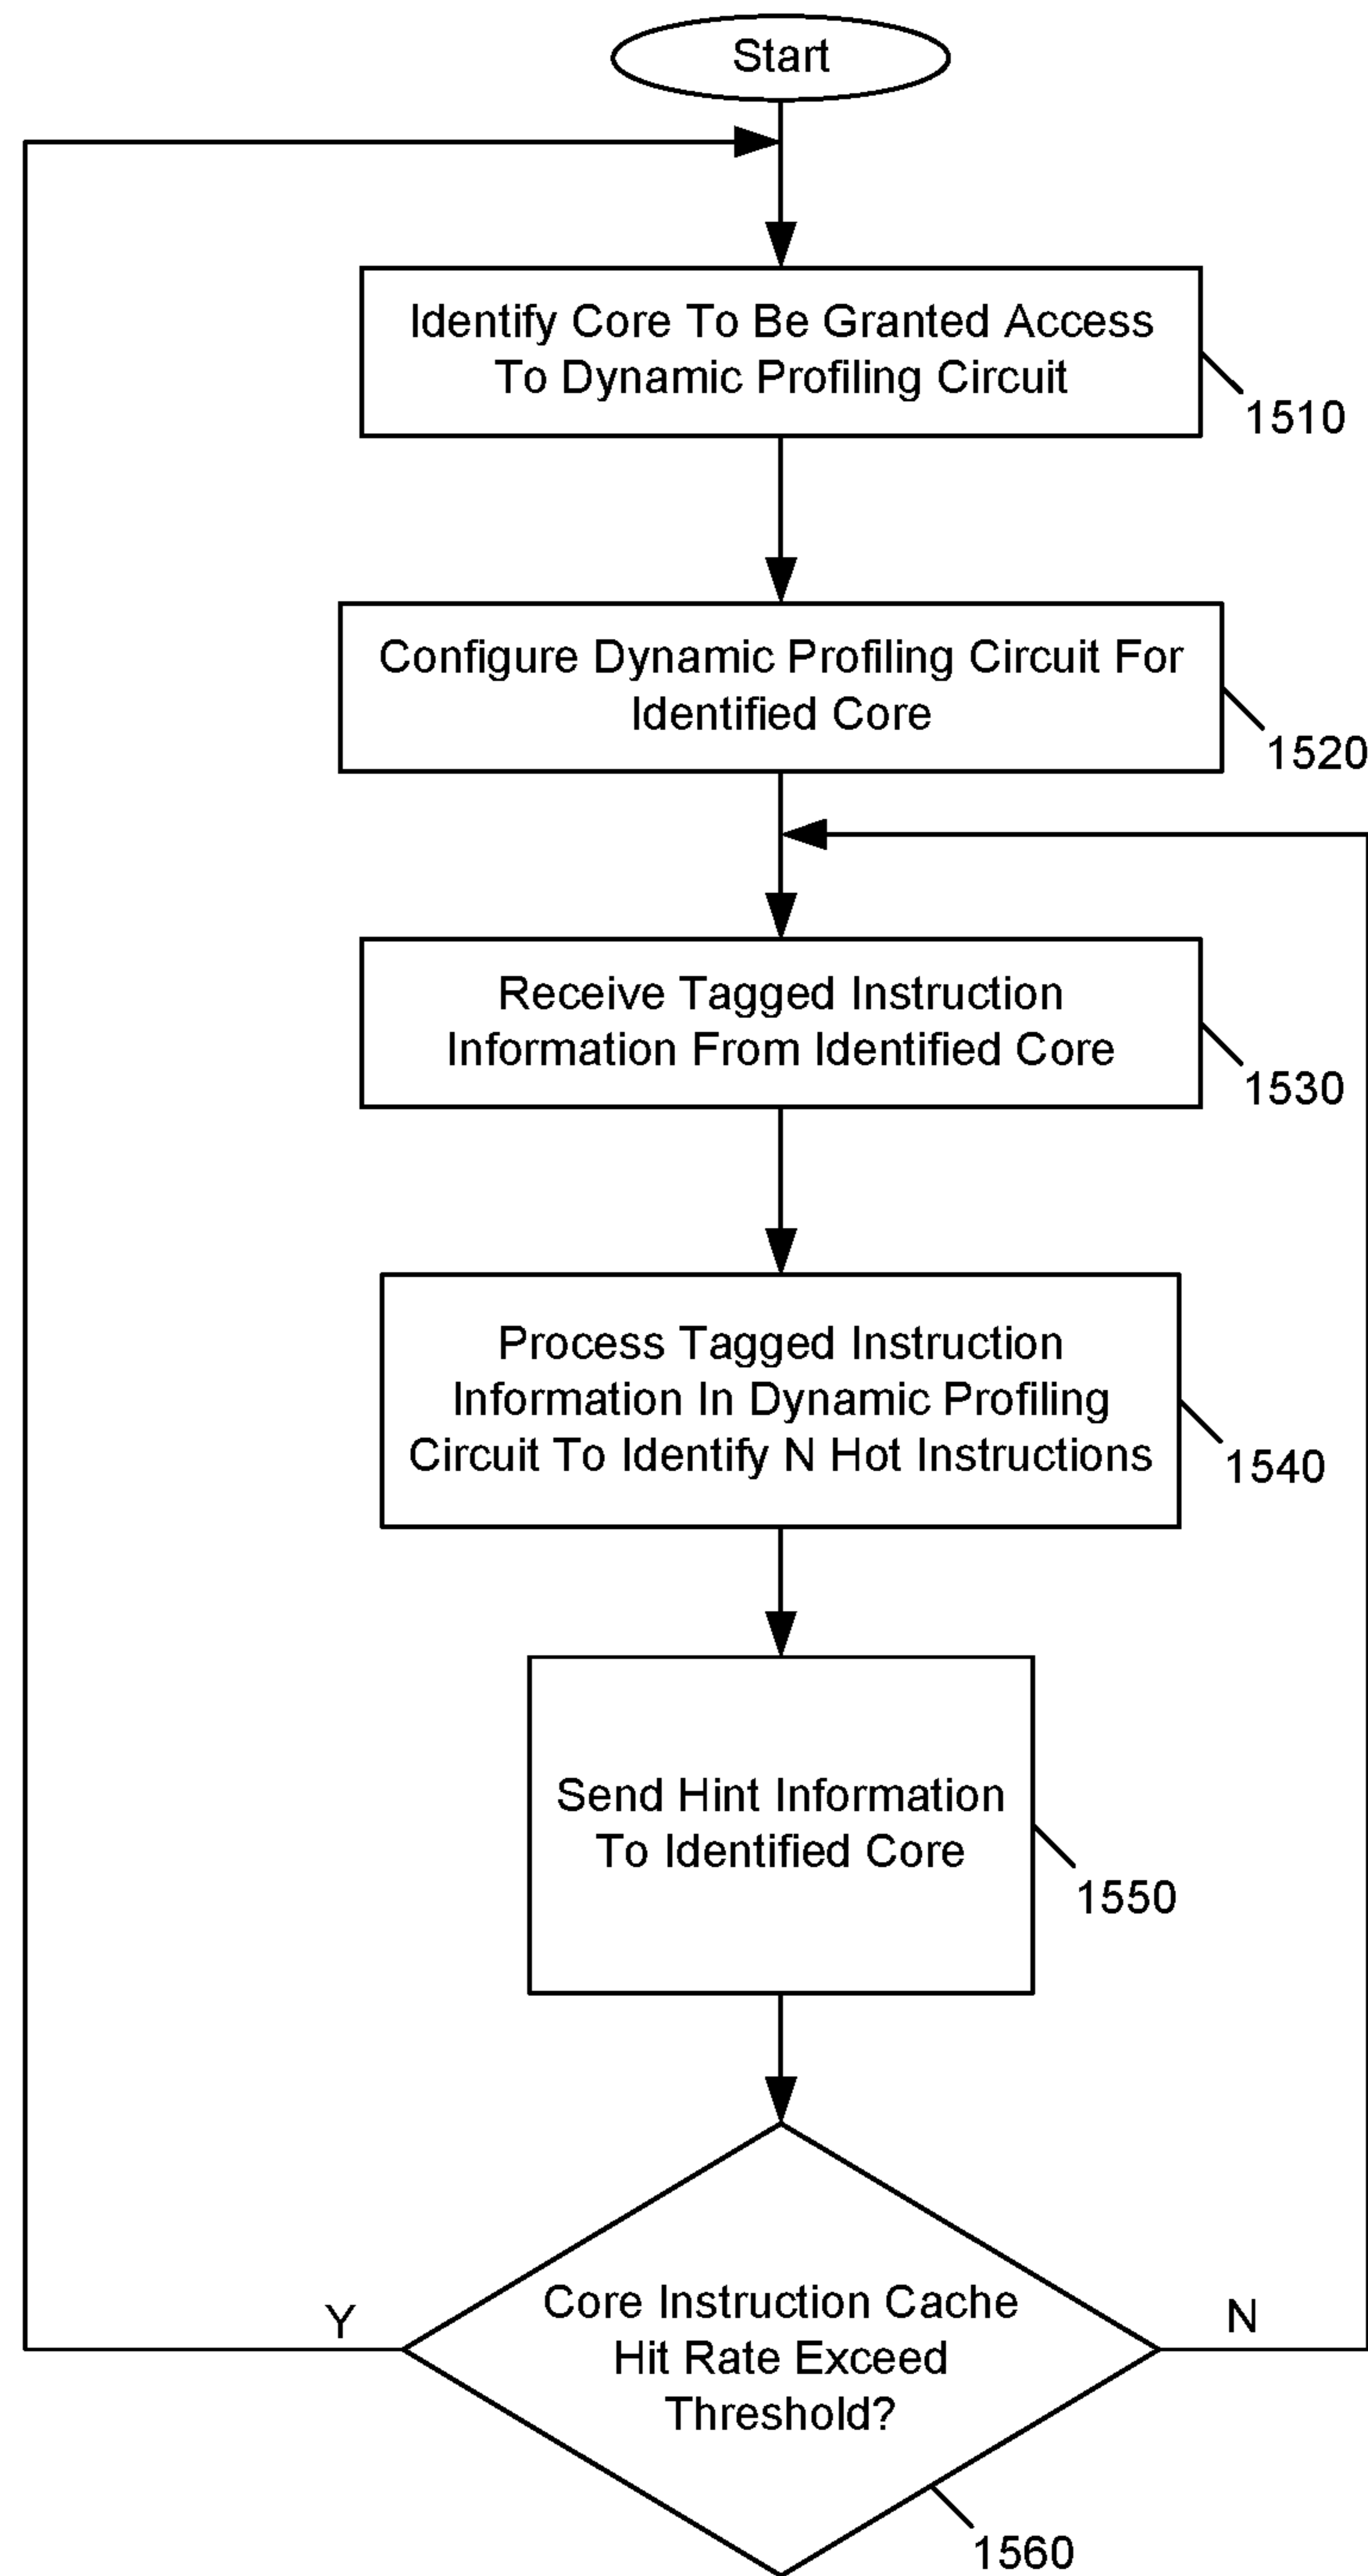 Start
Identify Core To Be Granted Access
To Dynamic Profiling Circuit
1510
Configure Dynamic Profiling Circuit For
Identified Core
1520
Receive Tagged Instruction
Information From Identified Core
1530
Process Tagged Instruction
Information In Dynamic Profiling
Circuit To Identify N Hot Instructions
1540
Send Hint Information
To Identified Core
1550
Y
N
Core Instruction Cache
Hit Rate Exceed
Threshold?
1560